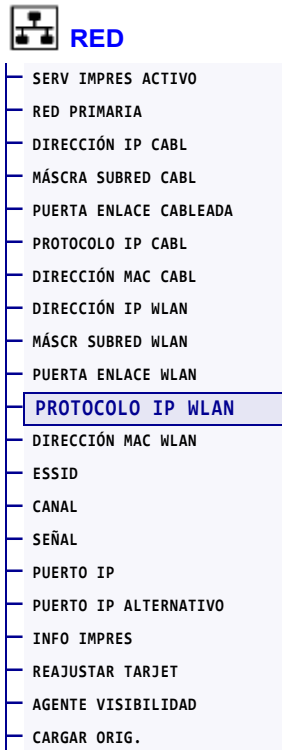 RED
SERV IMPRES ACTIVO
RED PRIMARIA
DIRECCIÓN IP CABL
MÁSCRA SUBRED CABL
PUERTA ENLACE CABLEADA
PROTOCOLO IP CABL
DIRECCIÓN MAC CABL
DIRECCIÓN IP WLAN
MÁSCR SUBRED WLAN
PUERTA ENLACE WLAN
PROTOCOLO IP WLAN
DIRECCIÓN MAC WLAN
ESSID
CANAL
SEÑAL
PUERTO IP
PUERTO IP ALTERNATIVO
INFO IMPRES
REAJUSTAR TARJET
AGENTE VISIBILIDAD
CARGAR ORIG.